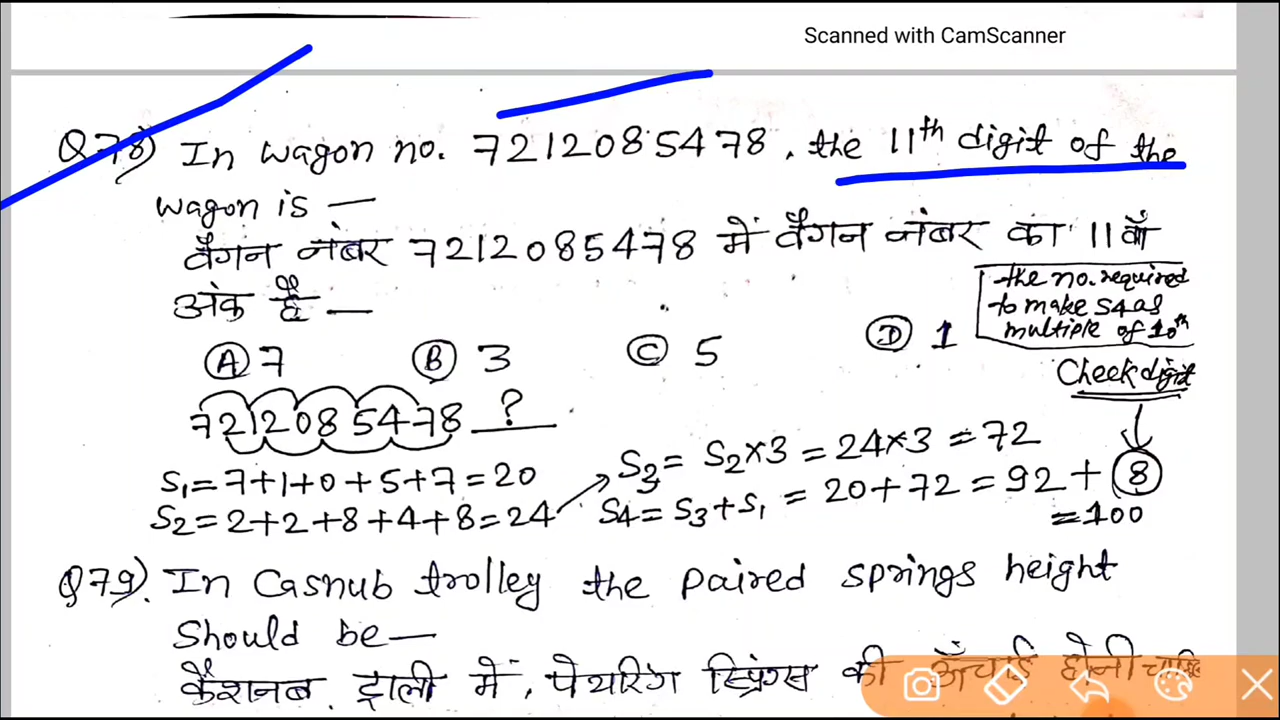 Scanned with CamScanner
Q78) In wagon no. 7212085478, the 11th digit of the
wagon is —
वैगन नंबर 7212085478 में वैगन नंबर का 11वाँ
अंक है —
the no. required
to make S4 as
multiple of 10th
Ⓐ 7 Ⓑ 3 Ⓒ 5 Ⓓ 1
Check digit
7212085478 ?
S₁ = 7+1+0+5+7 = 20
S₂ = 2+2+8+4+8 = 24
S₃ = S₂×3 = 24×3 = 72
S4 = S₃+S₁ = 20+72 = 92 + 8
= 100
Q79). In Casnub trolley the paired springs height
Should be —
कैशनब ट्राली में, पेयरिंग स्प्रिंग्स की ऊँचाई होनी